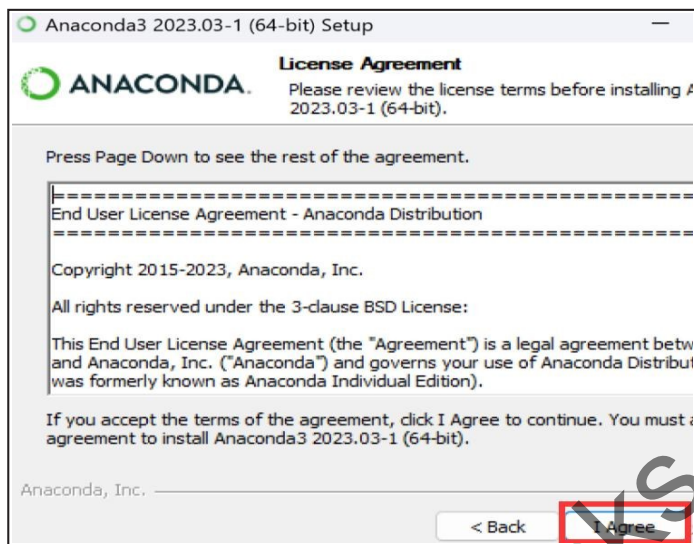 Anaconda3 2023.03-1 (64-bit) Setup
ANACONDA.
License Agreement
Please review the license terms before installing A
2023.03-1 (64-bit).
Press Page Down to see the rest of the agreement.
=================================================
End User License Agreement - Anaconda Distribution
=================================================
Copyright 2015-2023, Anaconda, Inc.
All rights reserved under the 3-clause BSD License:
This End User License Agreement (the "Agreement") is a legal agreement betw
and Anaconda, Inc. ("Anaconda") and governs your use of Anaconda Distribut
was formerly known as Anaconda Individual Edition).
If you accept the terms of the agreement, click I Agree to continue. You must a
agreement to install Anaconda3 2023.03-1 (64-bit).
Anaconda, Inc.
< Back
I Agree